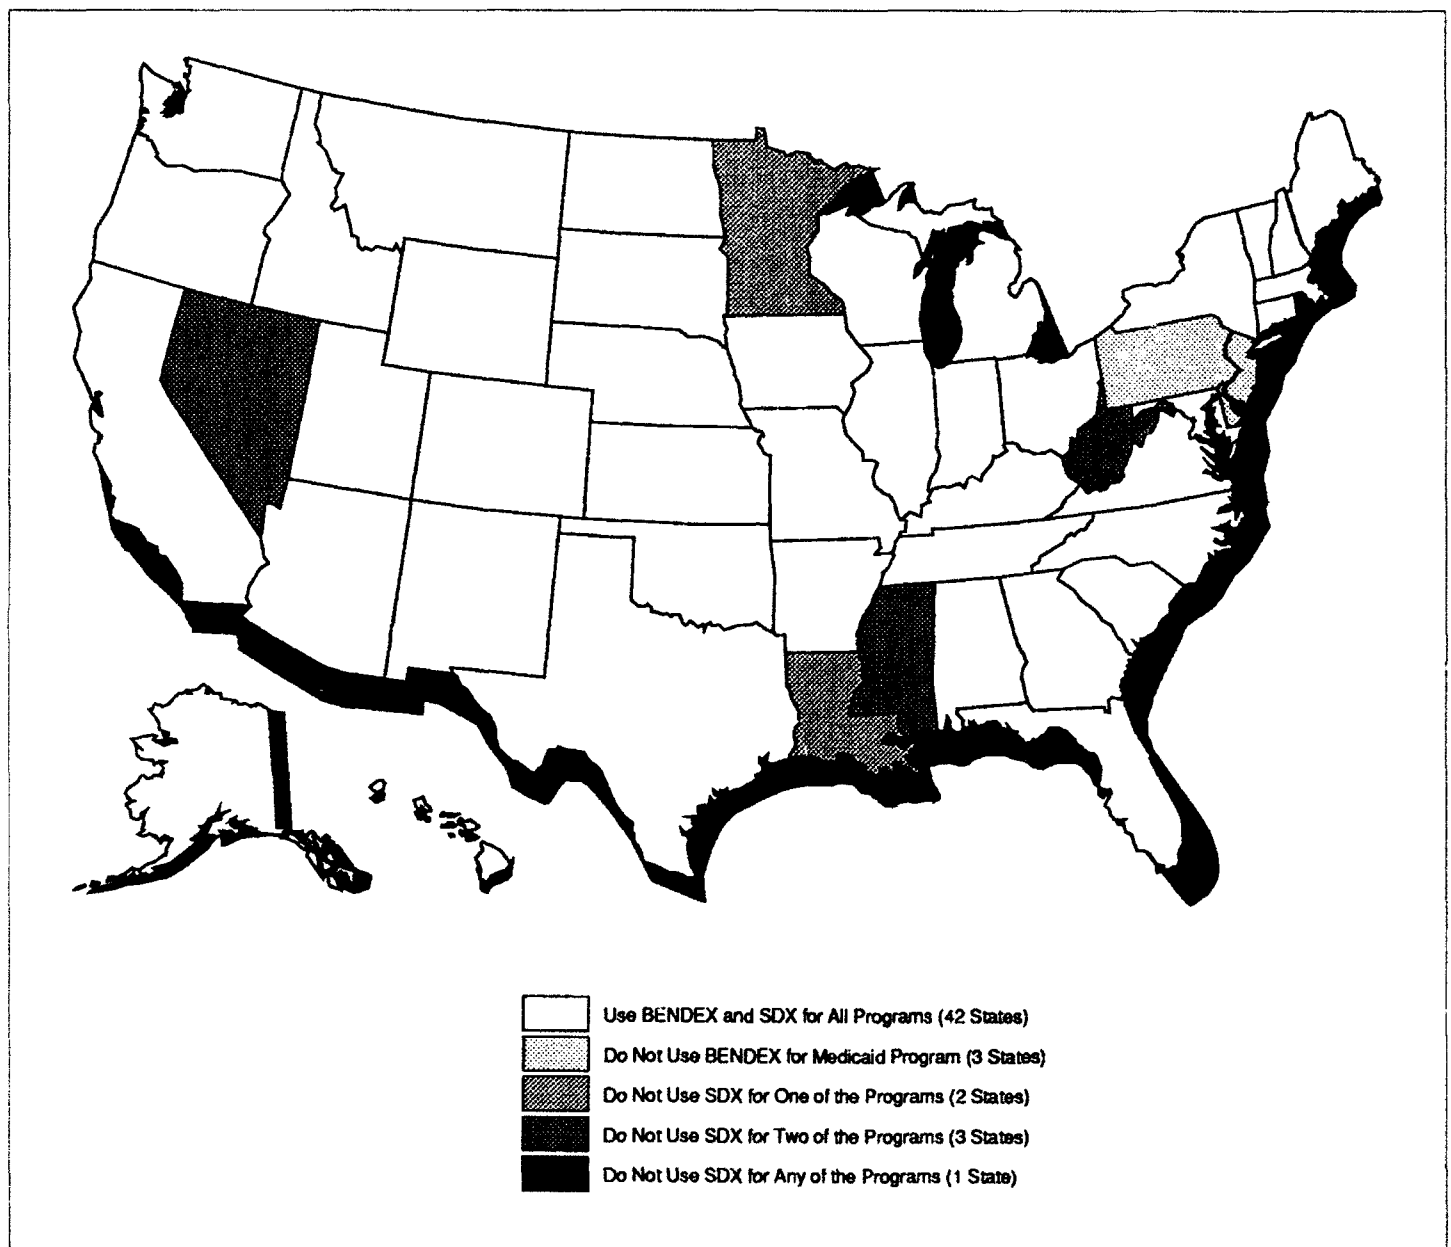 Use BENDEX and SDX for All Programs (42 States)
Do Not Use BENDEX for Medicaid Program (3 States)
Do Not Use SDX for One of the Programs (2 States)
Do Not Use SDX for Two of the Programs (3 States)
Do Not Use SDX for Any of the Programs (1 State)